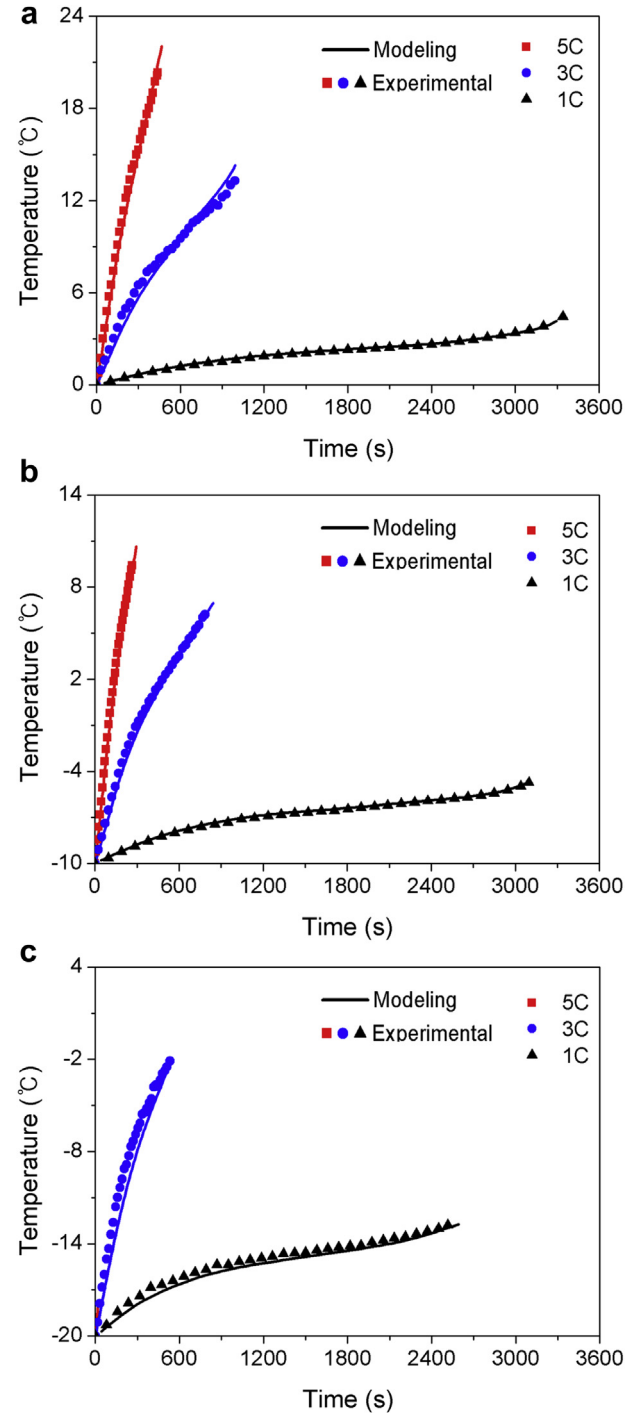 a
24
18
12
6
0
Temperature (℃)
Modeling
Experimental
5C
3C
1C
0 600 1200 1800 2400 3000 3600
Time (s)
b
14
8
2
-4
-10
Temperature (℃)
Modeling
Experimental
5C
3C
1C
0 600 1200 1800 2400 3000 3600
Time (s)
c
4
-2
-8
-14
-20
Temperature (℃)
Modeling
Experimental
5C
3C
1C
0 600 1200 1800 2400 3000 3600
Time (s)